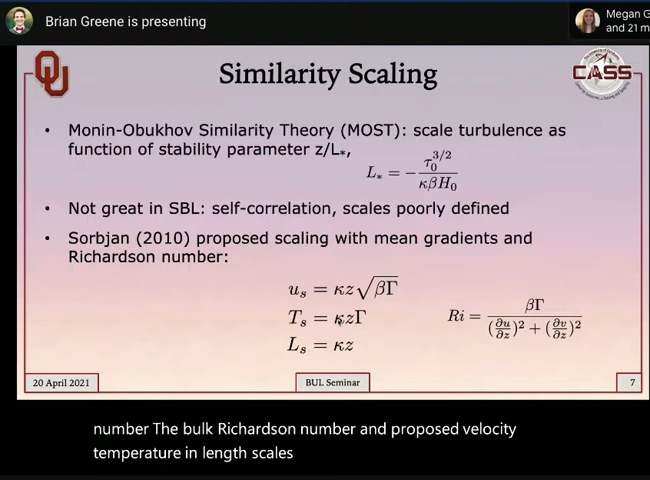 Brian Greene is presenting
Megan G
and 21 m
OU
Similarity Scaling
CASS
• Monin-Obukhov Similarity Theory (MOST): scale turbulence as
function of stability parameter z/L*,
L* = − τ₀^{3/2} / κβH₀
• Not great in SBL: self-correlation, scales poorly defined
• Sorbjan (2010) proposed scaling with mean gradients and
Richardson number:
u_s = κz√(βΓ)
T_s = κzΓ
L_s = κz
Ri = βΓ / ((∂u/∂z)² + (∂v/∂z)²)
20 April 2021
BUL Seminar
7
number The bulk Richardson number and proposed velocity
temperature in length scales